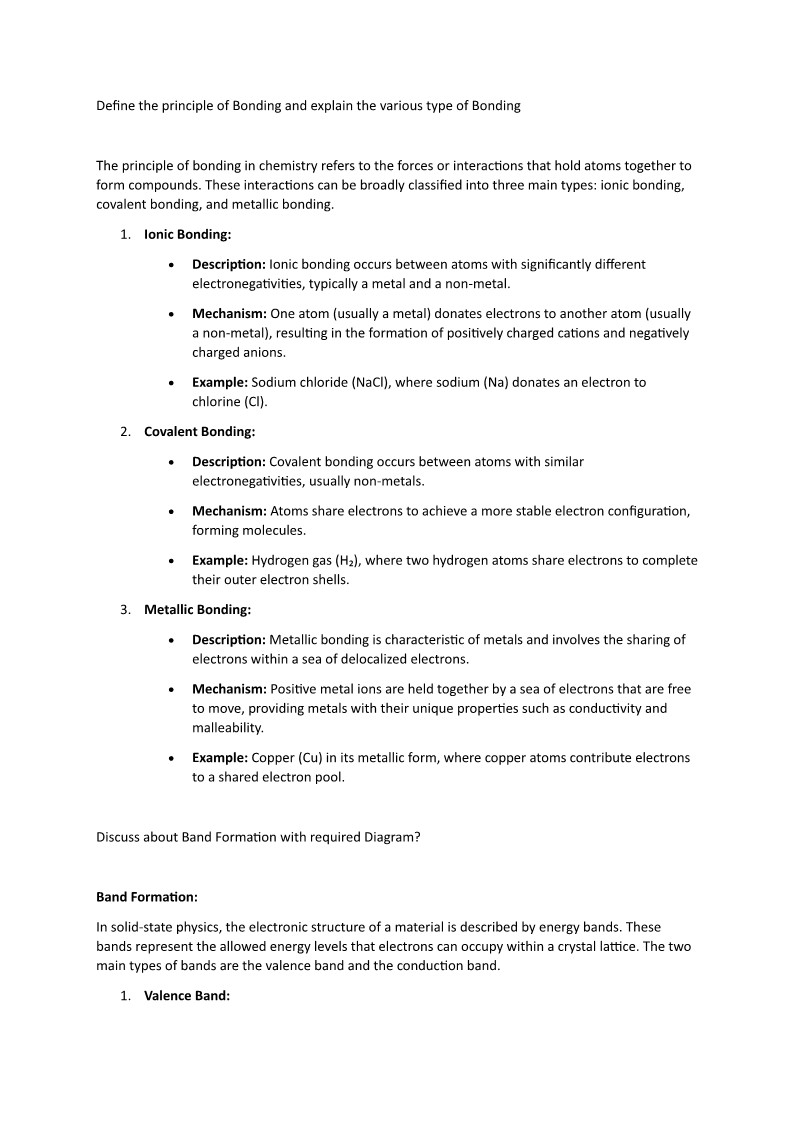 Define the principle of Bonding and explain the various type of Bonding
The principle of bonding in chemistry refers to the forces or interactions that hold atoms together to
form compounds. These interactions can be broadly classified into three main types: ionic bonding,
covalent bonding, and metallic bonding.
1. Ionic Bonding:
• Description: Ionic bonding occurs between atoms with significantly different
electronegativities, typically a metal and a non-metal.
• Mechanism: One atom (usually a metal) donates electrons to another atom (usually
a non-metal), resulting in the formation of positively charged cations and negatively
charged anions.
• Example: Sodium chloride (NaCl), where sodium (Na) donates an electron to
chlorine (Cl).
2. Covalent Bonding:
• Description: Covalent bonding occurs between atoms with similar
electronegativities, usually non-metals.
• Mechanism: Atoms share electrons to achieve a more stable electron configuration,
forming molecules.
• Example: Hydrogen gas (H₂), where two hydrogen atoms share electrons to complete
their outer electron shells.
3. Metallic Bonding:
• Description: Metallic bonding is characteristic of metals and involves the sharing of
electrons within a sea of delocalized electrons.
• Mechanism: Positive metal ions are held together by a sea of electrons that are free
to move, providing metals with their unique properties such as conductivity and
malleability.
• Example: Copper (Cu) in its metallic form, where copper atoms contribute electrons
to a shared electron pool.
Discuss about Band Formation with required Diagram?
Band Formation:
In solid-state physics, the electronic structure of a material is described by energy bands. These
bands represent the allowed energy levels that electrons can occupy within a crystal lattice. The two
main types of bands are the valence band and the conduction band.
1. Valence Band: